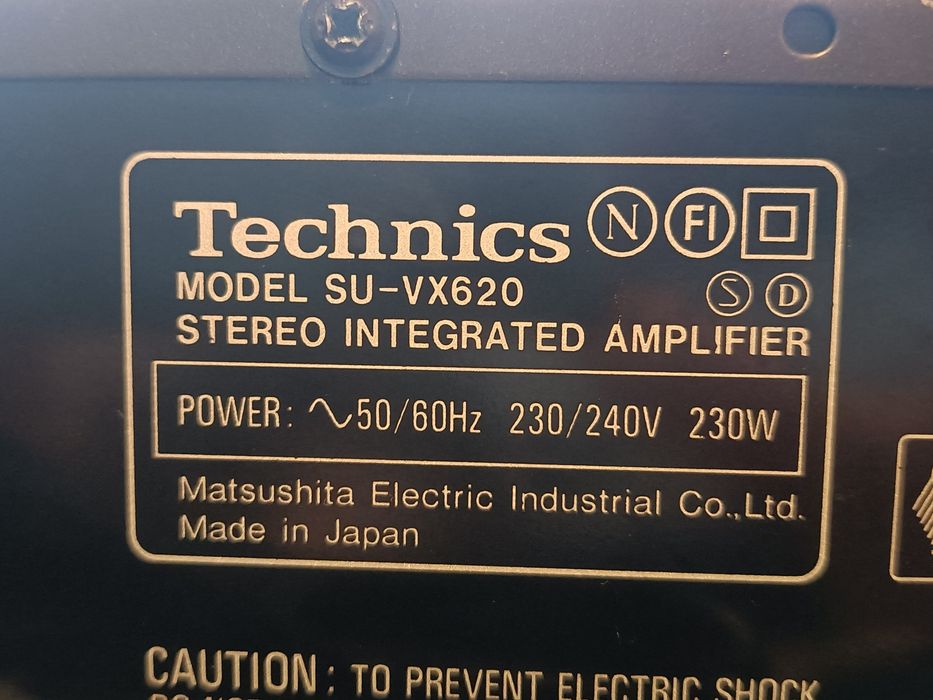 Technics N FI
MODEL SU-VX620 S D
STEREO INTEGRATED AMPLIFIER
POWER: ∿50/60Hz 230/240V 230W
Matsushita Electric Industrial Co.,Ltd.
Made in Japan
CAUTION: TO PREVENT ELECTRIC SHOCK